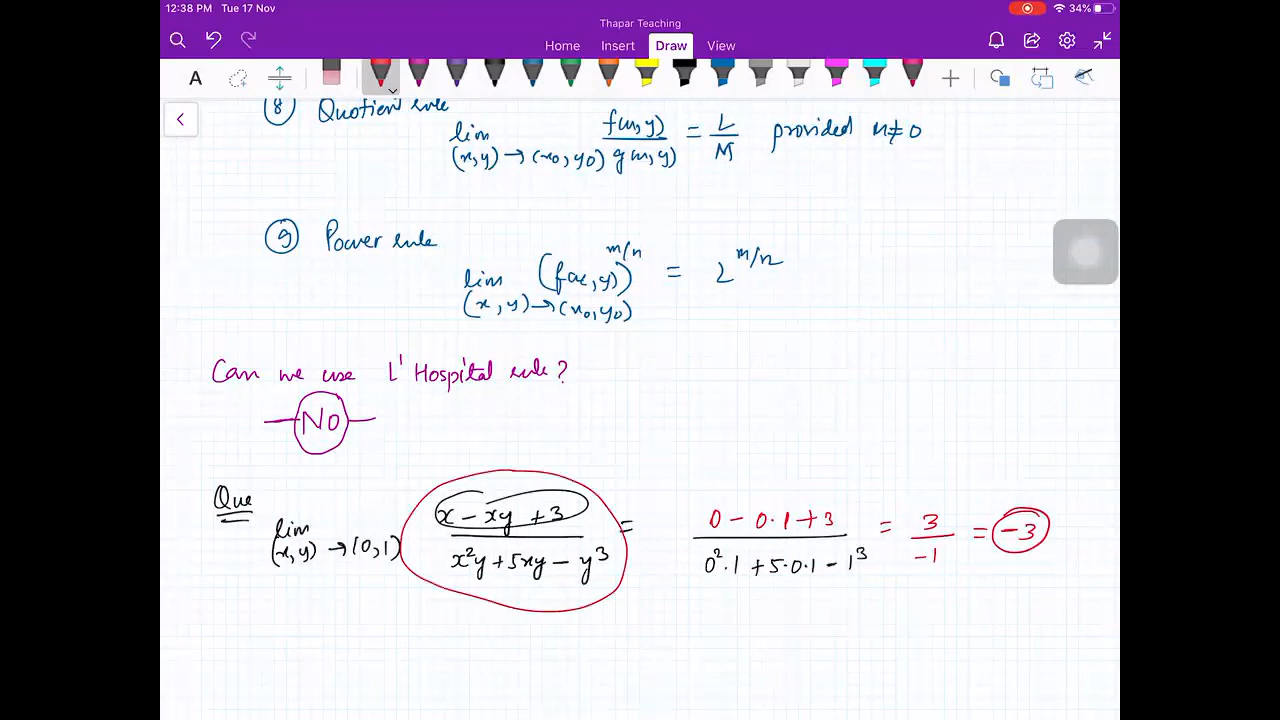 12:38 PM Tue 17 Nov
34%
Thapar Teaching
Home Insert Draw View
A
8 Quotient rule
lim (x,y)→(x0,y0) f(x,y)/g(x,y) = L/M provided M≠0
9 Power rule
lim (x,y)→(x0,y0) (f(x,y))^m/n = L^m/n
Can we use L' Hospital rule?
No
Que
lim (x,y)→(0,1) (x - xy + 3)/(x²y + 5xy - y³) = (0 - 0.1 + 3)/(0².1 + 5.0.1 - 1³) = 3/-1 = -3